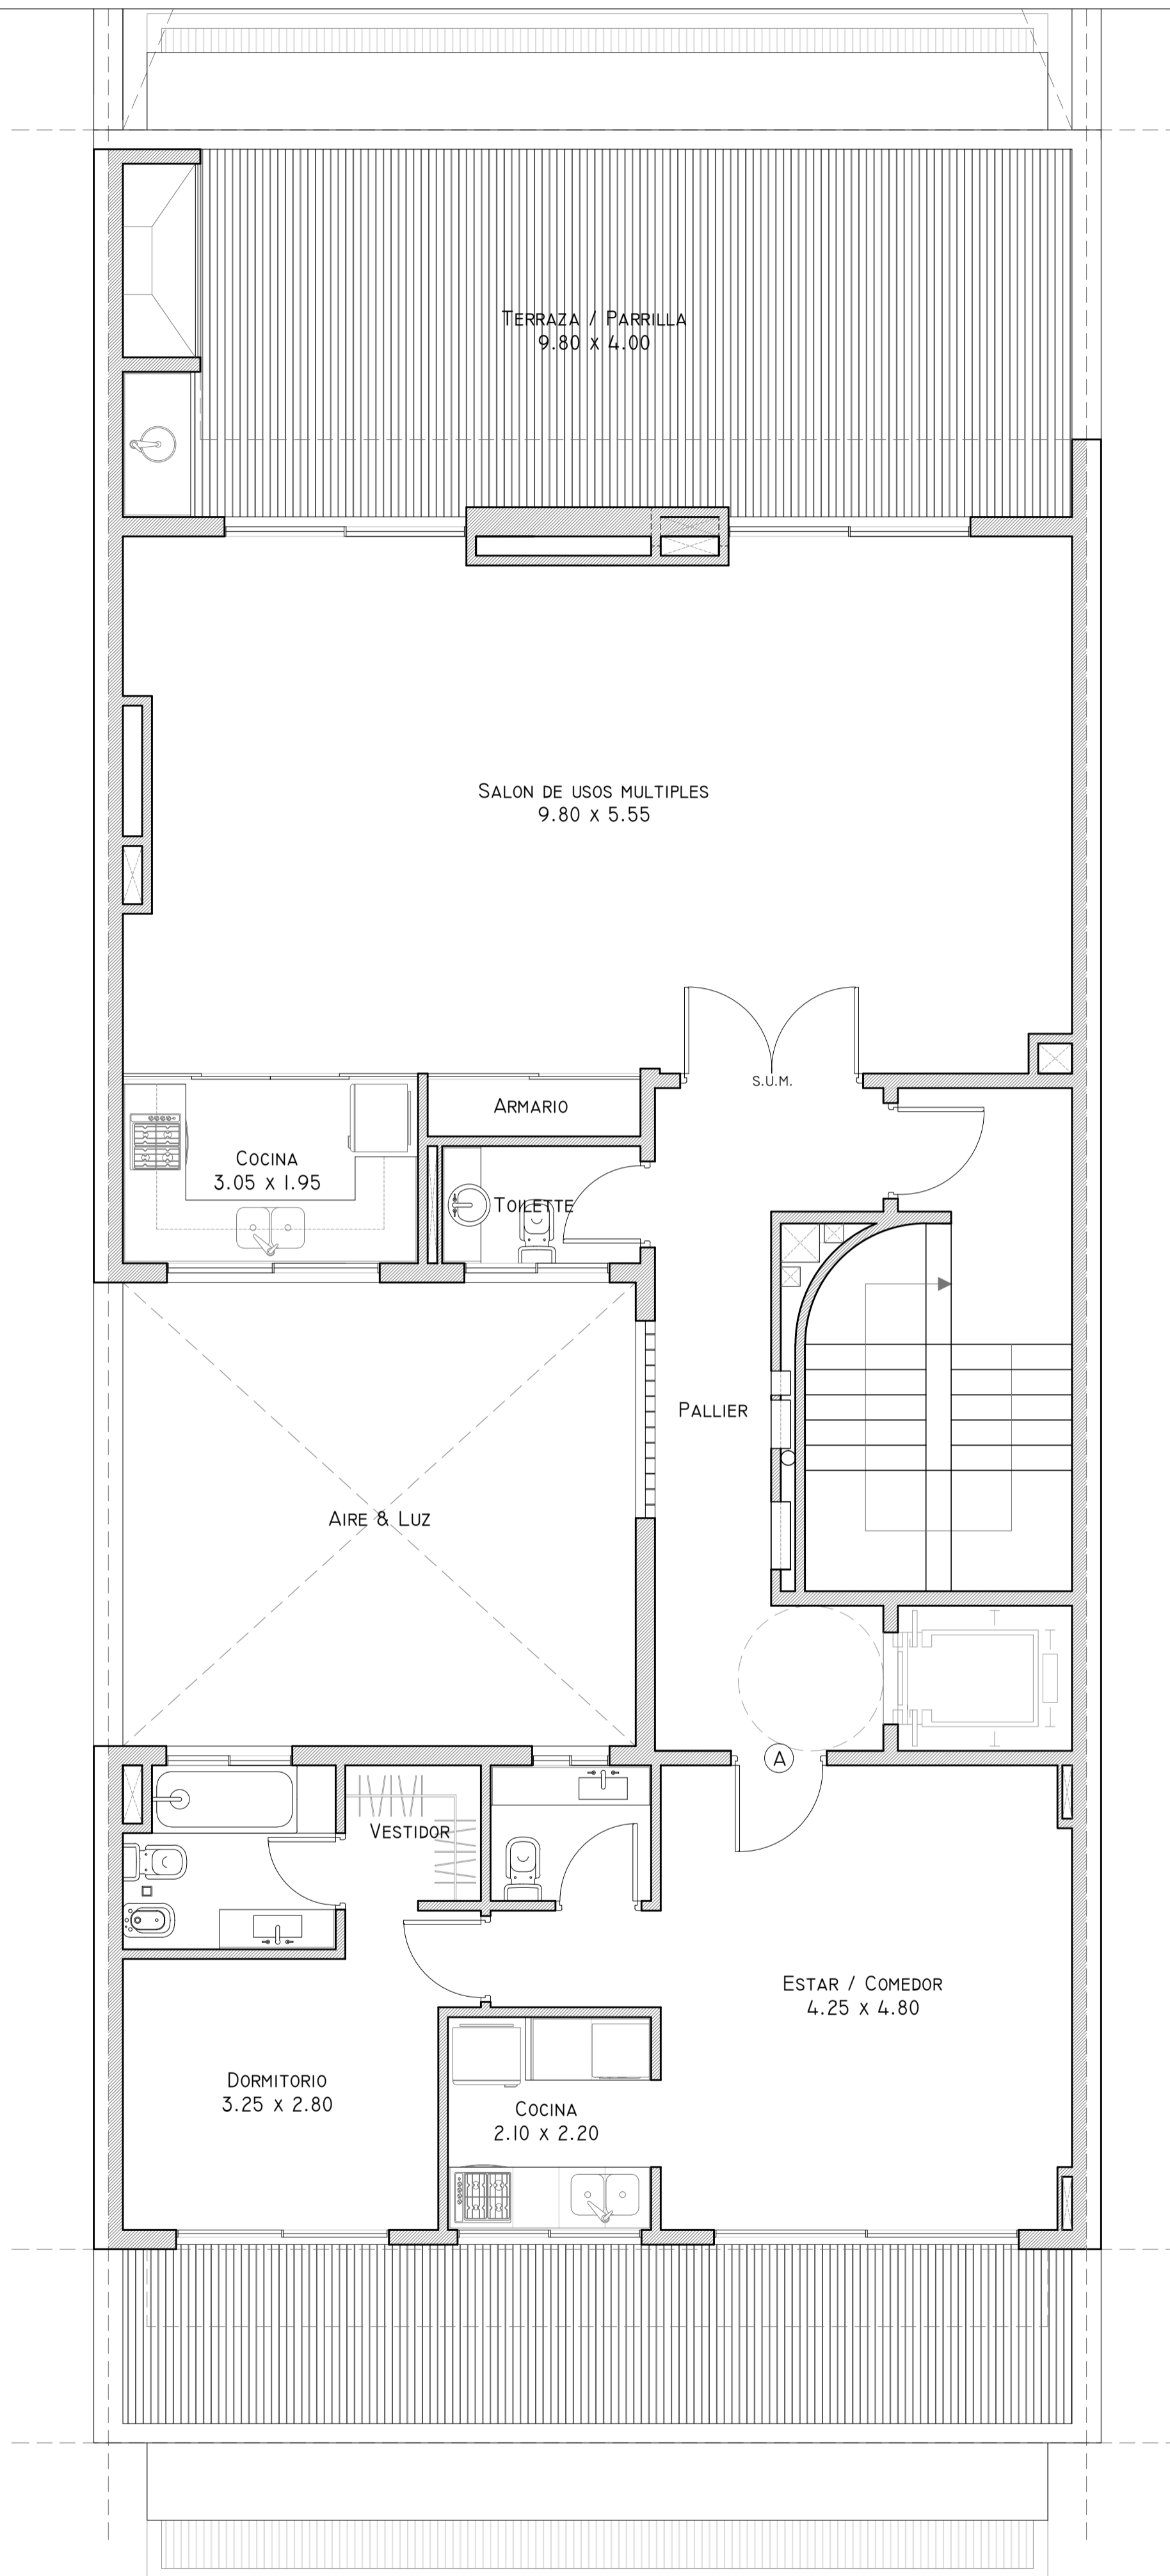 TERRAZA / PARRILLA
9.80 x 4.00
SALON DE USOS MULTIPLES
9.80 x 5.55
S.U.M.
ARMARIO
COCINA
3.05 x 1.95
TOILETTE
PALLIER
AIRE & LUZ
A
VESTIDOR
ESTAR / COMEDOR
4.25 x 4.80
DORMITORIO
3.25 x 2.80
COCINA
2.10 x 2.20